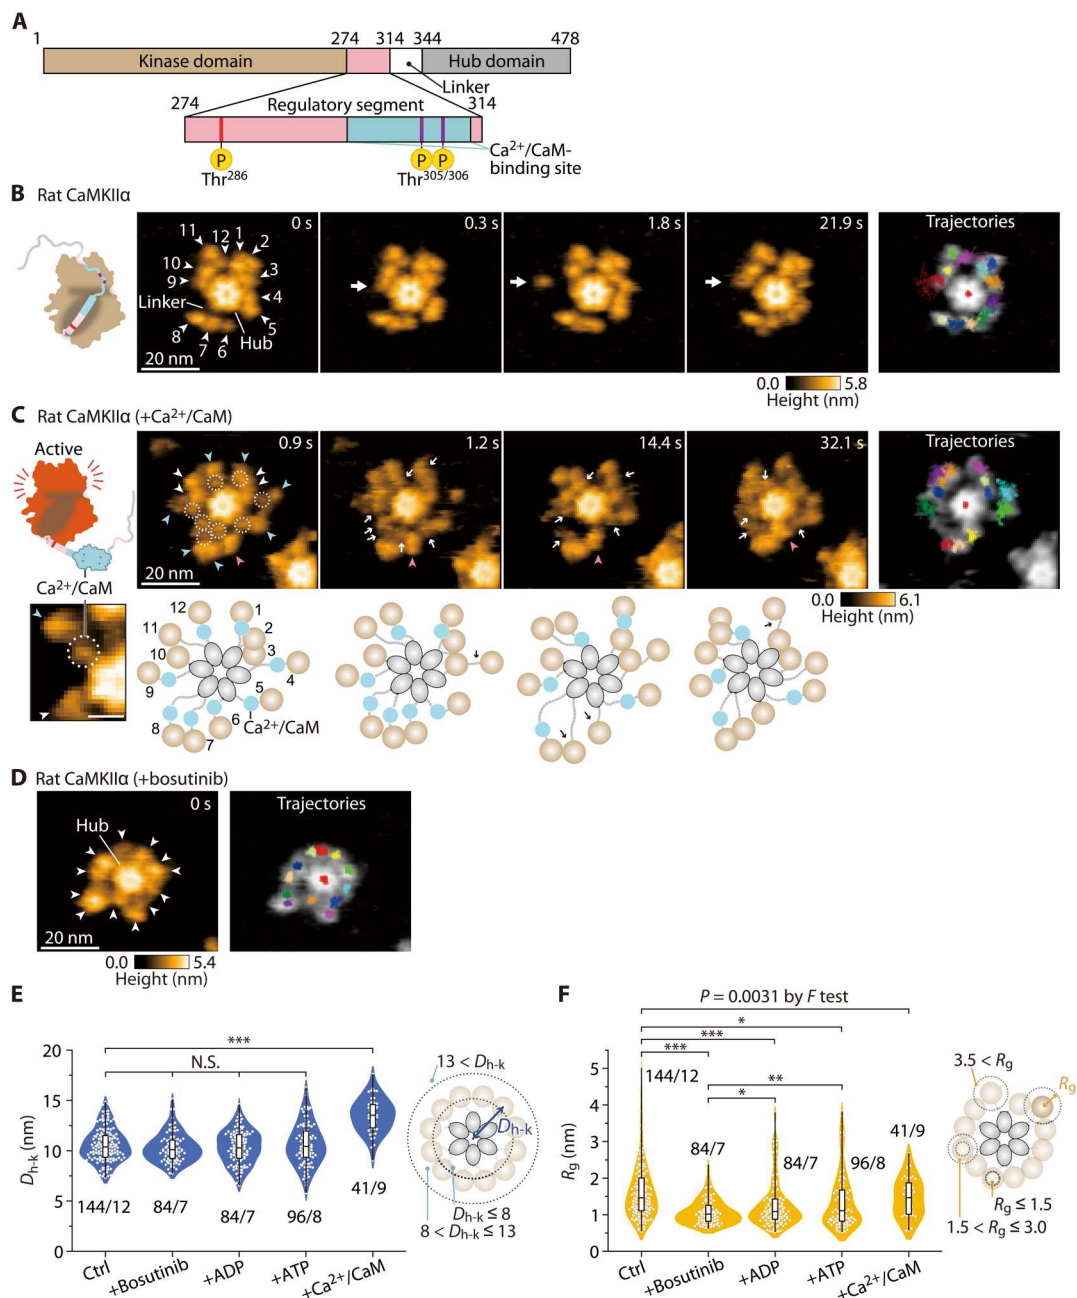 A
1 274 314 344 478
Kinase domain Hub domain
Linker
274 Regulatory segment 314
P P P
Thr²⁸⁶ Thr³⁰⁵/³⁰⁶
Ca²⁺/CaM-
binding site
B Rat CaMKIIα
0 s 0.3 s 1.8 s 21.9 s Trajectories
11 12 1 2
10 3
9 4
Linker
8 7 6 5
Hub
20 nm
0.0 5.8
Height (nm)
C Rat CaMKIIα (+Ca²⁺/CaM)
Active
0.9 s 1.2 s 14.4 s 32.1 s Trajectories
20 nm
Ca²⁺/CaM
0.0 6.1
Height (nm)
12 1
11 2
10 3
9 5 4
8 7 6 Ca²⁺/CaM
D Rat CaMKIIα (+bosutinib)
0 s Trajectories
Hub
20 nm
0.0 5.4
Height (nm)
E
***
N.S.
20
15
10
5
0
Dh-k (nm)
144/12 84/7 84/7 96/8 41/9
Ctrl +Bosutinib +ADP +ATP +Ca²⁺/CaM
13 < Dh-k
Dh-k
Dh-k ≤ 8
8 < Dh-k ≤ 13
F
P = 0.0031 by F test
*
***
***
**
*
5
4
3
2
1
0
Rg (nm)
144/12 84/7 84/7 96/8 41/9
Ctrl +Bosutinib +ADP +ATP +Ca²⁺/CaM
3.5 < Rg
Rg
Rg ≤ 1.5
1.5 < Rg ≤ 3.0